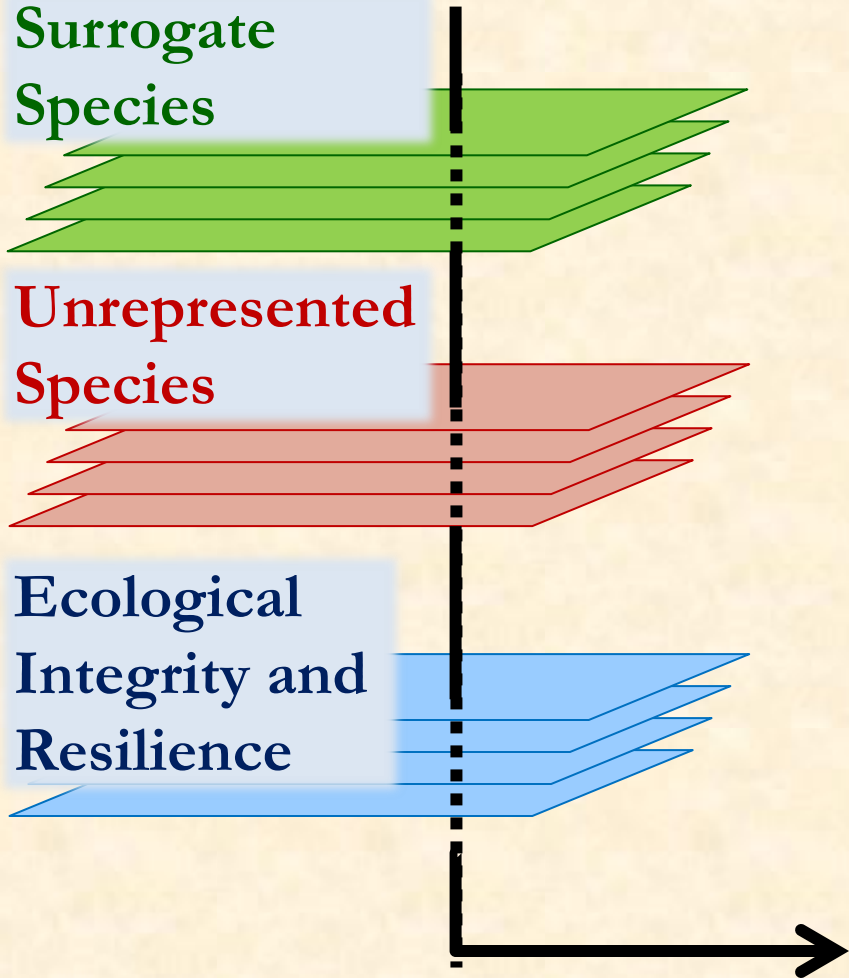 Surrogate
Species
Unrepresented
Species
Ecological
Integrity and
Resilience